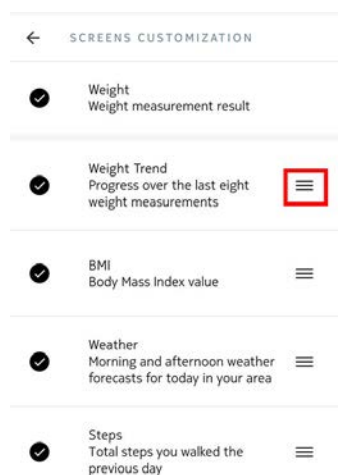 SCREENS CUSTOMIZATION
Weight
Weight measurement result
Weight Trend
Progress over the last eight
weight measurements
BMI
Body Mass Index value
Weather
Morning and afternoon weather
forecasts for today in your area
Steps
Total steps you walked the
previous day